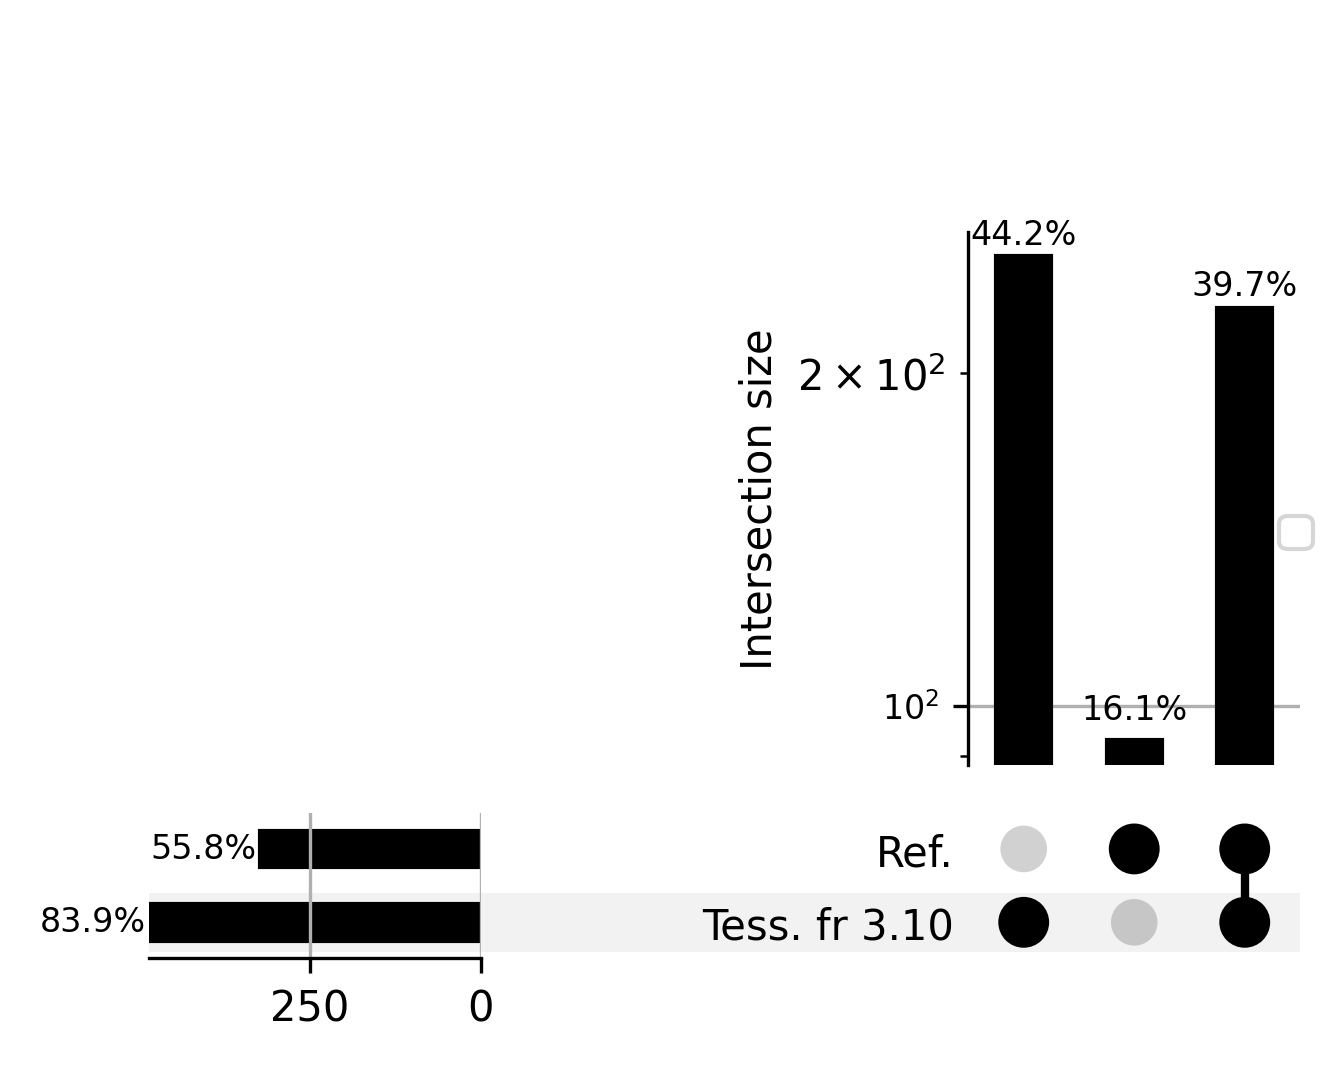 44.2%
39.7%
2 × 10²
Intersection size
10²
16.1%
55.8%
Ref.
83.9%
Tess. fr 3.10
250 0